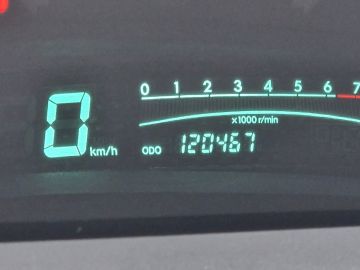 0 1 2 3 4 5 6 7
x1000 r/min
0 km/h
ODO 120467